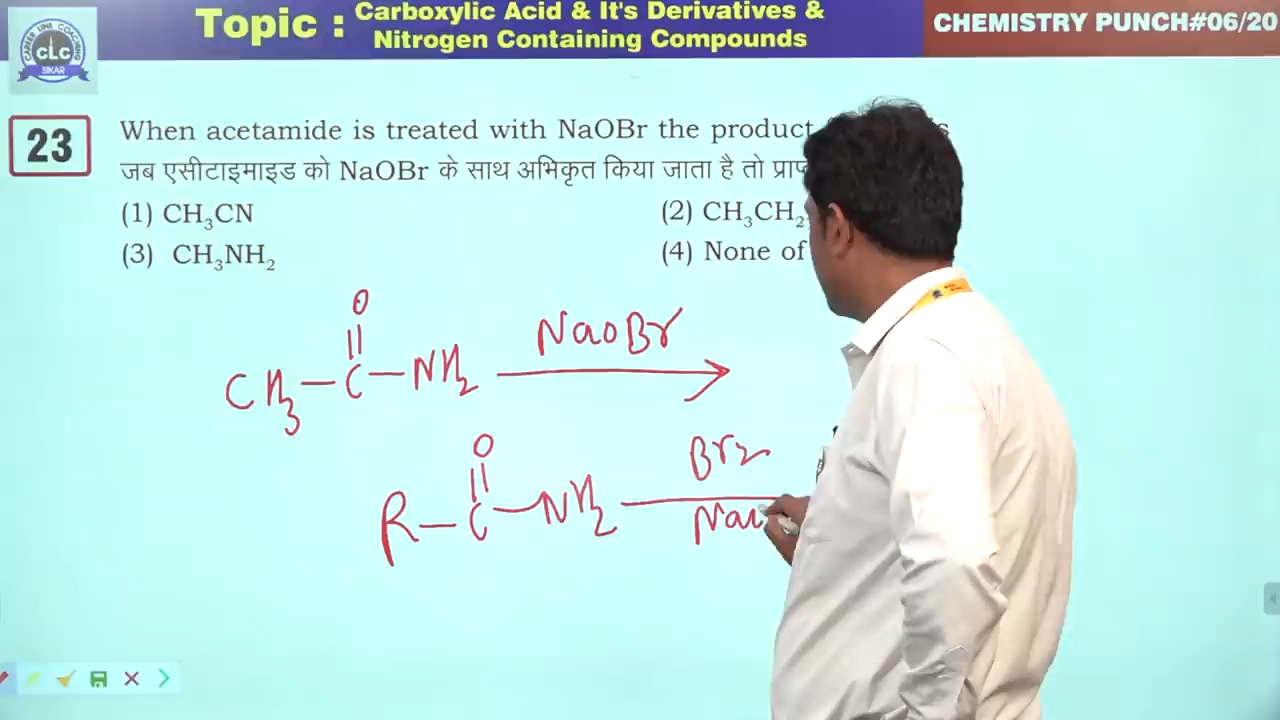 Topic : Carboxylic Acid & It's Derivatives &
Nitrogen Containing Compounds
CHEMISTRY PUNCH#06/20
CLC
SIKAR
23
When acetamide is treated with NaOBr the product
जब एसीटाइमाइड को NaOBr के साथ अभिकृत किया जाता है तो
(1) CH₃CN
(2) CH₃CH₂
(3) CH₃NH₂
(4) None of
O
||
CH₃—C—NH₂ NaOBr →
O
||
R—C—NH₂ Br₂